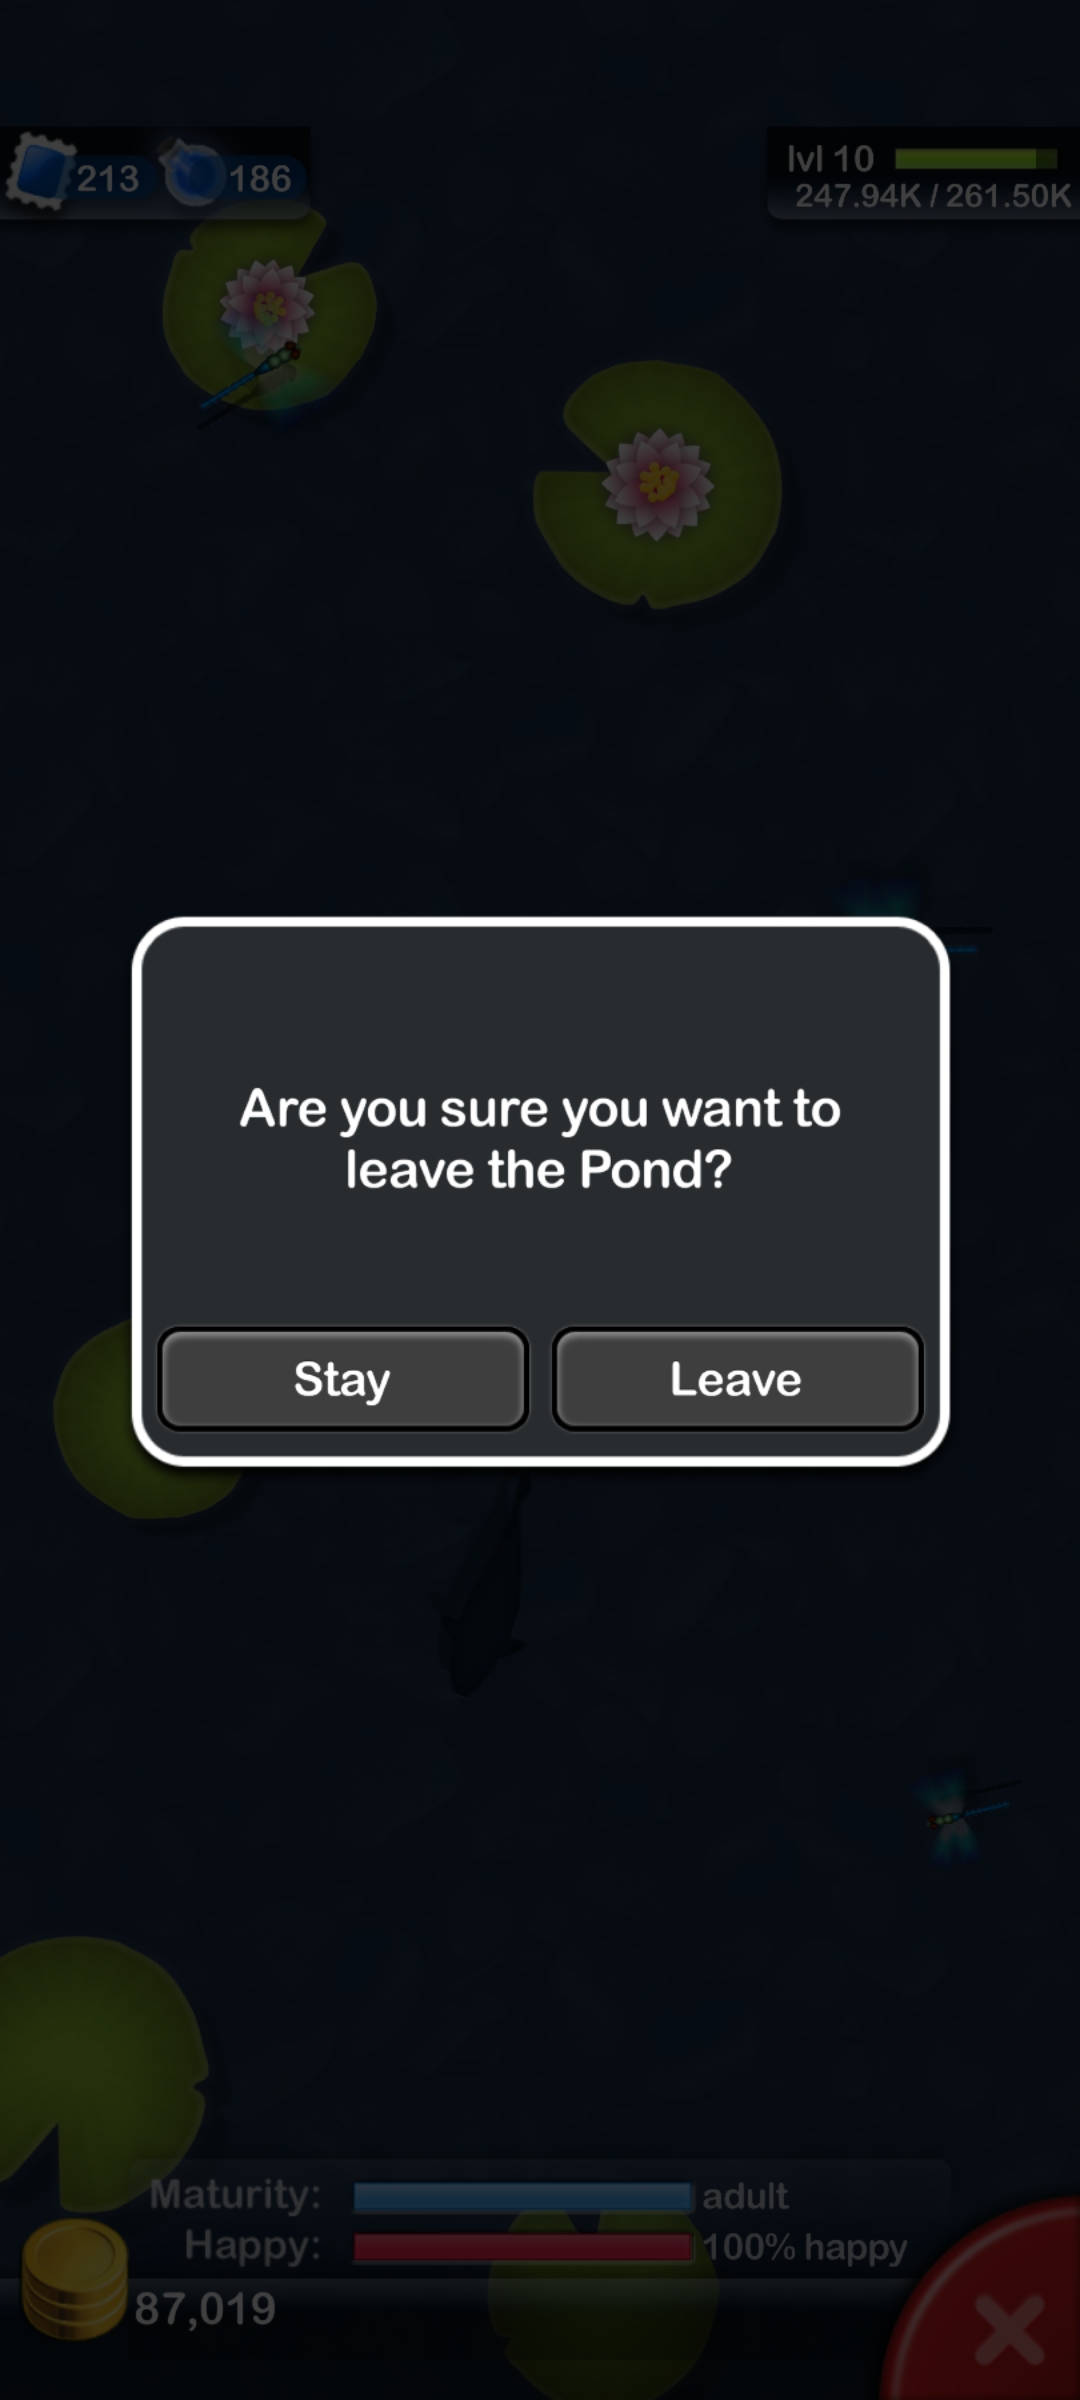 213 186
lvl 10
247.94K / 261.50K
Are you sure you want to
leave the Pond?
Stay Leave
Maturity: adult
Happy: 100% happy
87,019